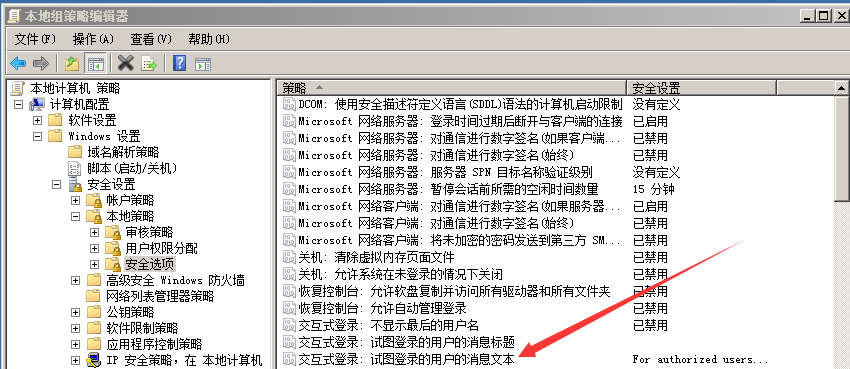 本地组策略编辑器
文件(F) 操作(A) 查看(V) 帮助(H)
本地计算机 策略
计算机配置
软件设置
Windows 设置
域名解析策略
脚本(启动/关机)
安全设置
帐户策略
本地策略
审核策略
用户权限分配
安全选项
高级安全 Windows 防火墙
网络列表管理器策略
公钥策略
软件限制策略
应用程序控制策略
IP 安全策略，在 本地计算机
策略 安全设置
DCOM: 使用安全描述符定义语言(SDDL)语法的计算机启动限制 没有定义
Microsoft 网络服务器: 登录时间过期后断开与客户端的连接 已启用
Microsoft 网络服务器: 对通信进行数字签名(如果客户端... 已禁用
Microsoft 网络服务器: 对通信进行数字签名(始终) 已禁用
Microsoft 网络服务器: 服务器 SPN 目标名称验证级别 没有定义
Microsoft 网络服务器: 暂停会话前所需的空闲时间数量 15 分钟
Microsoft 网络客户端: 对通信进行数字签名(如果服务器... 已启用
Microsoft 网络客户端: 对通信进行数字签名(始终) 已禁用
Microsoft 网络客户端: 将未加密的密码发送到第三方 SM... 已禁用
关机: 清除虚拟内存页面文件 已禁用
关机: 允许系统在未登录的情况下关闭 已禁用
恢复控制台: 允许软盘复制并访问所有驱动器和所有文件夹 已禁用
恢复控制台: 允许自动管理登录 已禁用
交互式登录: 不显示最后的用户名 已禁用
交互式登录: 试图登录的用户的消息标题
交互式登录: 试图登录的用户的消息文本 For authorized users...